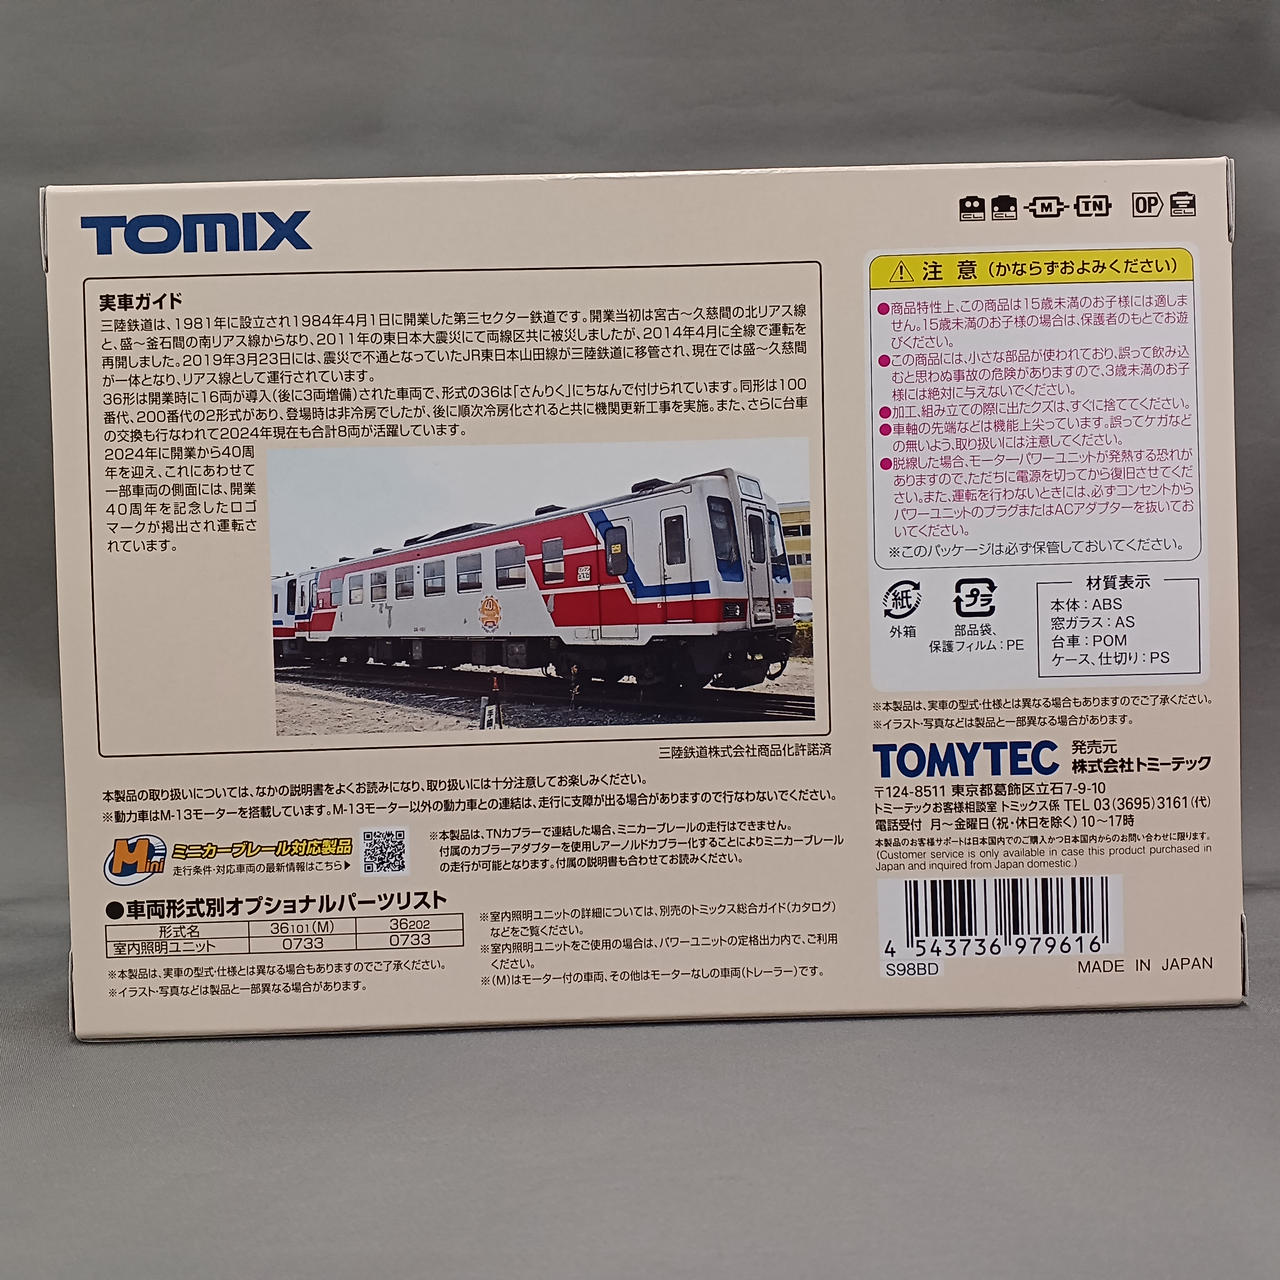 TOMIX
実車ガイド
三陸鉄道は、1981年に設立され1984年4月1日に開業した第三セクター鉄道です。開業当初は宮古〜久慈間の北リアス線
と、盛〜釜石間の南リアス線からなり、2011年の東日本大震災にて両線区共に被災しましたが、2014年4月に全線で運転を
再開しました。2019年3月23日には、震災で不通となっていたJR東日本山田線が三陸鉄道に移管され、現在では盛〜久慈間
が一体となり、リアス線として運行されています。
36形は開業時に16両が導入(後に3両増備)された車両で、形式の36は「さんりく」にちなんで付けられています。同形は100
番代、200番代の2形式があり、登場時は非冷房でしたが、後に順次冷房化されると共に機関更新工事を実施。また、さらに台車
の交換も行なわれて2024年現在も合計8両が活躍しています。
2024年に開業から40周
年を迎え、これにあわせて
一部車両の側面には、開業
40周年を記念したロゴ
マークが掲出され運転さ
れています。
三陸鉄道株式会社商品化許諾済
本製品の取り扱いについては、なかの説明書をよくお読みになり、取り扱いには十分注意してお楽しみください。
※動力車はM-13モーターを搭載しています。M-13モーター以外の動力車との連結は、走行に支障が出る場合がありますので行なわないでください。
Mini
ミニカーブレール対応製品
走行条件・対応車両の最新情報はこちら▶
※本製品は、TNカプラーで連結した場合、ミニカーブレールの走行はできません。
付属のカプラーアダプターを使用しアーノルドカプラー化することによりミニカーブレール
の走行が可能となります。付属の説明書も合わせてお読みください。
●車両形式別オプショナルパーツリスト
形式名 36101(M) 36202
室内照明ユニット 0733 0733
※本製品は、実車の型式・仕様とは異なる場合もありますのでご了承ください。
※イラスト・写真などは製品と一部異なる場合があります。
※室内照明ユニットの詳細については、別売のトミックス総合ガイド(カタログ)
などをご覧ください。
※室内照明ユニットをご使用の場合は、パワーユニットの定格出力内で、ご利用
ください。
※(M)はモーター付の車両、その他はモーターなしの車両(トレーラー)です。
CL CL M TN OP CL
注意(かならずおよみください)
●商品特性上、この商品は15歳未満のお子様には適しま
せん。15歳未満のお子様の場合は、保護者のもとでお遊
びください。
●この商品には、小さな部品が使われており、誤って飲み込
むと思わぬ事故の危険がありますので、3歳未満のお子
様には絶対に与えないでください。
●加工、組み立ての際に出たクズは、すぐに捨ててください。
●車軸の先端などは機能上尖っています。誤ってケガなど
の無いよう、取り扱いには注意してください。
●脱線した場合、モーターパワーユニットが発熱する恐れが
ありますので、ただちに電源を切ってから復旧させてくだ
さい。また、運転を行わないときには、必ずコンセントから
パワーユニットのプラグまたはACアダプターを抜いてお
いてください。
※このパッケージは必ず保管しておいてください。
紙
外箱
プラ
部品袋、
保護フィルム:PE
材質表示
本体:ABS
窓ガラス:AS
台車:POM
ケース、仕切り:PS
※本製品は、実車の型式・仕様とは異なる場合もありますのでご了承ください。
※イラスト・写真などは製品と一部異なる場合があります。
TOMYTEC 発売元
株式会社トミーテック
〒124-8511 東京都葛飾区立石7-9-10
トミーテックお客様相談室 トミックス係 TEL 03(3695)3161(代)
電話受付 月〜金曜日(祝・休日を除く)10〜17時
本製品のお客様サポートは日本国内でのご購入かつ日本国内からのお問い合わせに限ります。
(Customer service is only available in case this product purchased in
Japan and inquired from Japan domestic.)
4 543736 979616
S98BD
MADE IN JAPAN